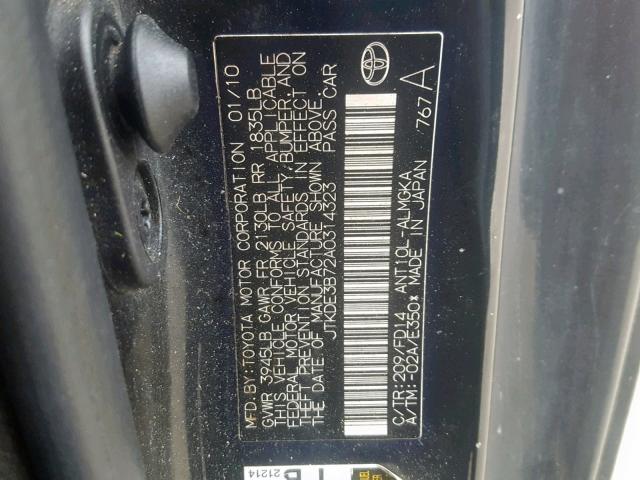 MFD.BY:TOYOTA MOTOR CORPORATION 01/10
GVWR 3945LB GAWR FR 2130LB RR 1835LB
THIS VEHICLE CONFORMS TO ALL APPLICABLE
FEDERAL MOTOR VEHICLE SAFETY,BUMPER,AND
THEFT PREVENTION STANDARDS IN EFFECT ON
THE DATE OF MANUFACTURE SHOWN ABOVE.
JTKDE3B72A0314323 PASS CAR
C/TR:209/FD14 ANT10L-ALMGKA
A/TM:-02A/E350* MADE IN JAPAN 767 A
21214